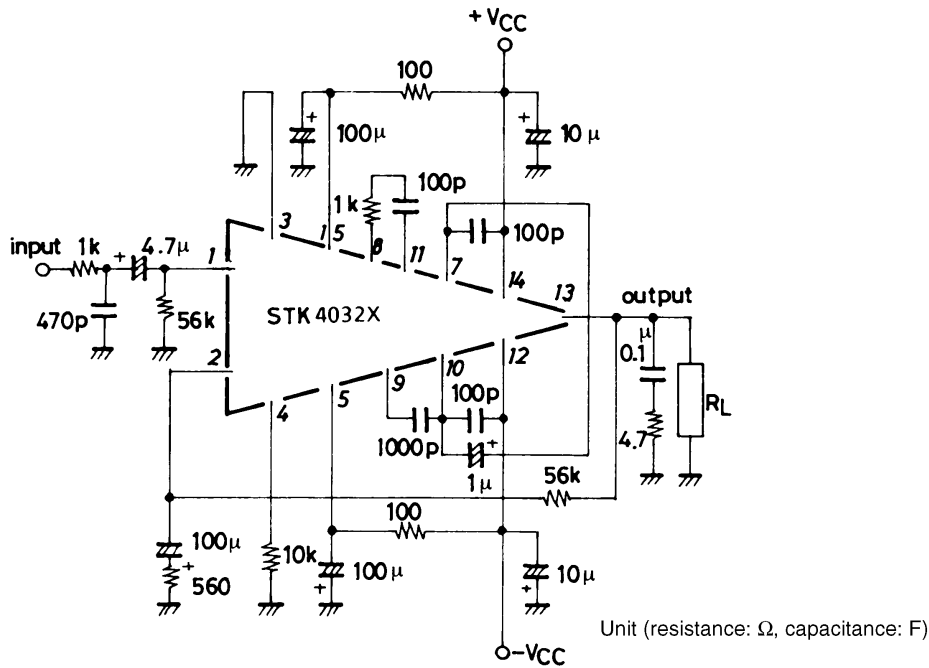 +VCC
100
+
100μ
+
10μ
1k
100p
100p
3
1 5
8
11
7
14
13
input
1k
+
4.7μ
1
470p
56k
STK 4032X
output
μ
0.1
4.7
RL
2
4
5
9
10
12
100p
1000p
+
1μ
56k
100
100μ
+
560
10k
100μ
+
10μ
+
Unit (resistance: Ω, capacitance: F)
-VCC